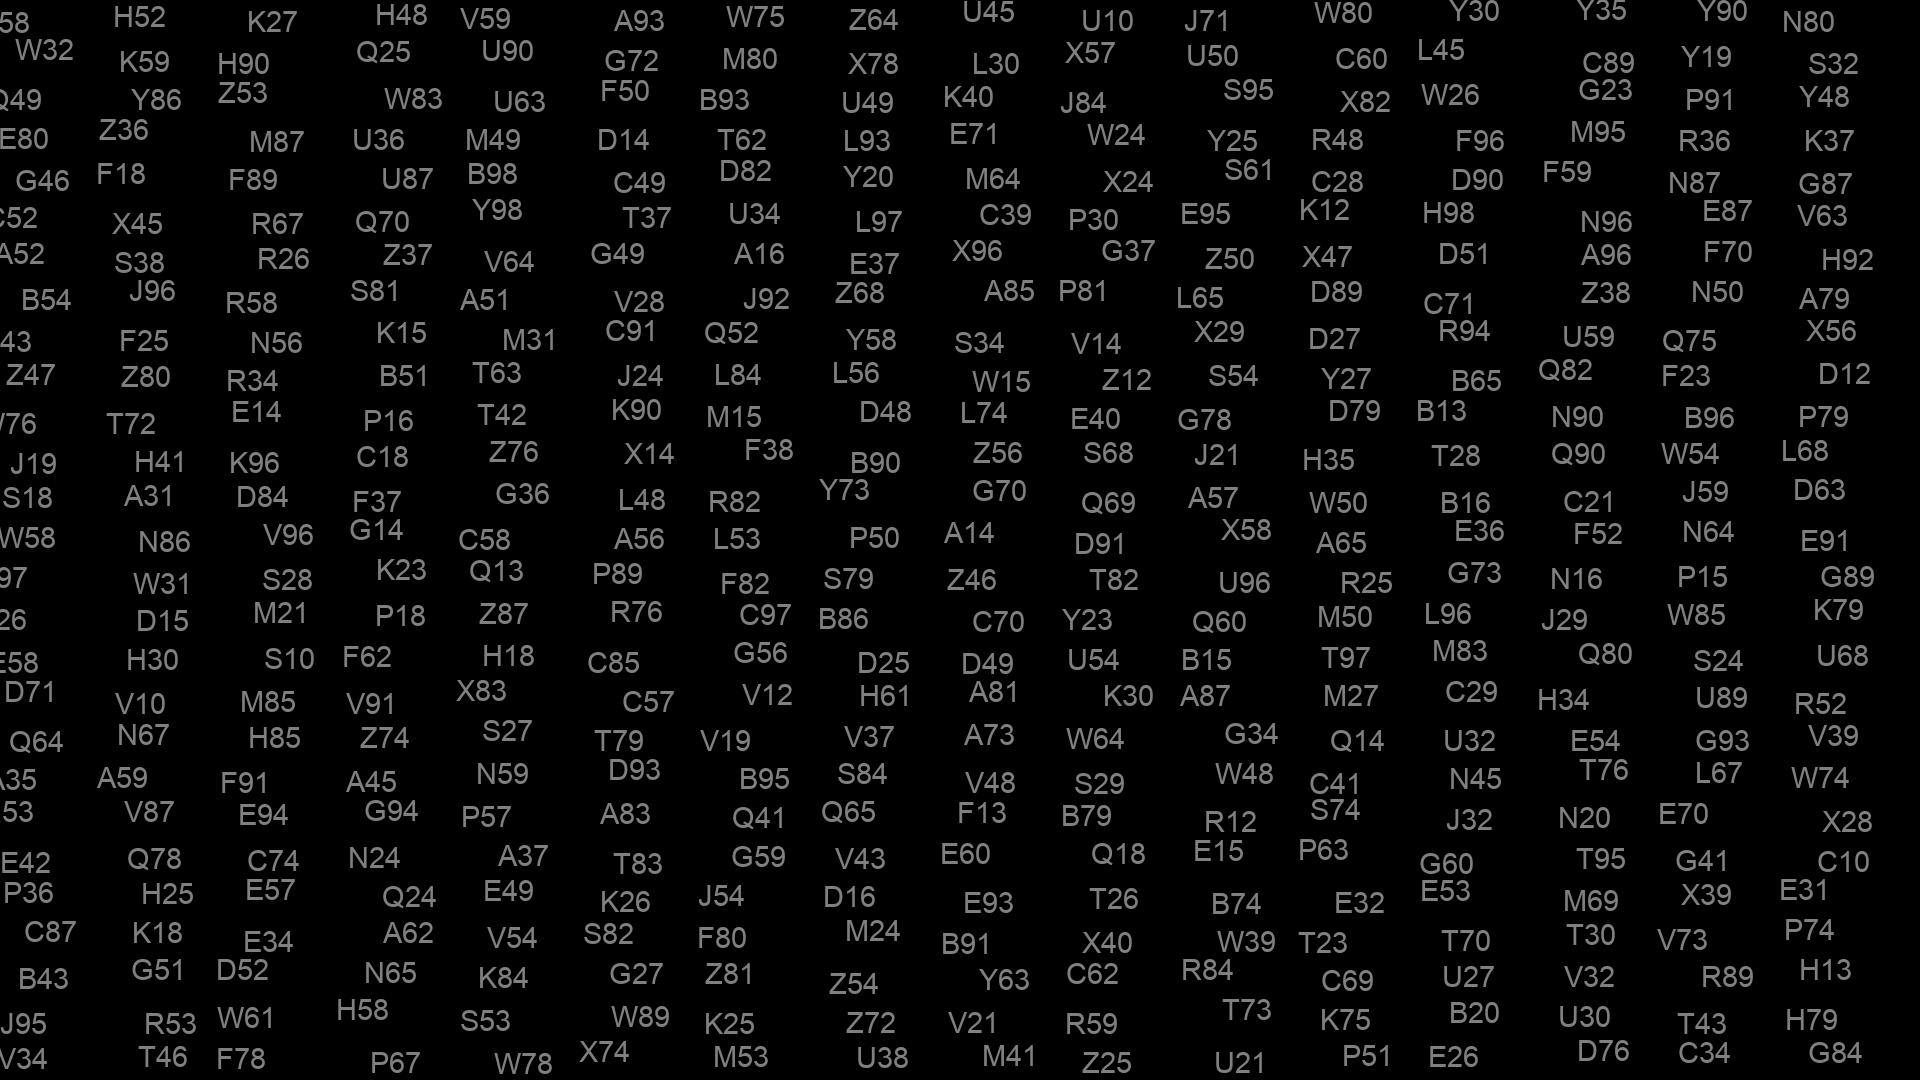 58 H52 K27 H48 V59 A93 W75 Z64 U45 U10 J71 W80 Y30 Y35 Y90 N80
W32 K59 H90 Q25 U90 G72 M80 X78 L30 X57 U50 C60 L45 C89 Y19 S32
Q49 Y86 Z53 W83 U63 F50 B93 U49 K40 J84 S95 X82 W26 G23 P91 Y48
E80 Z36 M87 U36 M49 D14 T62 L93 E71 W24 Y25 R48 F96 M95 R36 K37
G46 F18 F89 U87 B98 C49 D82 Y20 M64 X24 S61 C28 D90 F59 N87 G87
C52 X45 R67 Q70 Y98 T37 U34 L97 C39 P30 E95 K12 H98 N96 E87 V63
A52 S38 R26 Z37 V64 G49 A16 E37 X96 G37 Z50 X47 D51 A96 F70 H92
B54 J96 R58 S81 A51 V28 J92 Z68 A85 P81 L65 D89 C71 Z38 N50 A79
43 F25 N56 K15 M31 C91 Q52 Y58 S34 V14 X29 D27 R94 U59 Q75 X56
Z47 Z80 R34 B51 T63 J24 L84 L56 W15 Z12 S54 Y27 B65 Q82 F23 D12
76 T72 E14 P16 T42 K90 M15 D48 L74 E40 G78 D79 B13 N90 B96 P79
J19 H41 K96 C18 Z76 X14 F38 B90 Z56 S68 J21 H35 T28 Q90 W54 L68
S18 A31 D84 F37 G36 L48 R82 Y73 G70 Q69 A57 W50 B16 C21 J59 D63
W58 N86 V96 G14 C58 A56 L53 P50 A14 D91 X58 A65 E36 F52 N64 E91
97 W31 S28 K23 Q13 P89 F82 S79 Z46 T82 U96 R25 G73 N16 P15 G89
26 D15 M21 P18 Z87 R76 C97 B86 C70 Y23 Q60 M50 L96 J29 W85 K79
E58 H30 S10 F62 H18 C85 G56 D25 D49 U54 B15 T97 M83 Q80 S24 U68
D71 V10 M85 V91 X83 C57 V12 H61 A81 K30 A87 M27 C29 H34 U89 R52
Q64 N67 H85 Z74 S27 T79 V19 V37 A73 W64 G34 Q14 U32 E54 G93 V39
A35 A59 F91 A45 N59 D93 B95 S84 V48 S29 W48 C41 N45 T76 L67 W74
53 V87 E94 G94 P57 A83 Q41 Q65 F13 B79 R12 S74 J32 N20 E70 X28
E42 Q78 C74 N24 A37 T83 G59 V43 E60 Q18 E15 P63 G60 T95 G41 C10
P36 H25 E57 Q24 E49 K26 J54 D16 E93 T26 B74 E32 E53 M69 X39 E31
C87 K18 E34 A62 V54 S82 F80 M24 B91 X40 W39 T23 T70 T30 V73 P74
B43 G51 D52 N65 K84 G27 Z81 Z54 Y63 C62 R84 C69 U27 V32 R89 H13
J95 R53 W61 H58 S53 W89 K25 Z72 V21 R59 T73 K75 B20 U30 T43 H79
V34 T46 F78 P67 W78 X74 M53 U38 M41 Z25 U21 P51 E26 D76 C34 G84